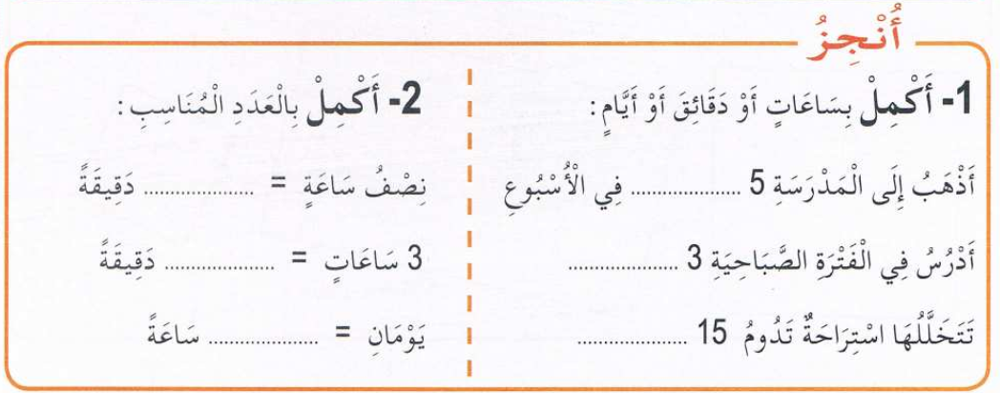 أُنْجِزُ
1- أَكْمِلْ بِسَاعَاتٍ أَوْ دَقَائِقَ أَوْ أَيَّامٍ :
أَذْهَبُ إِلَى الْمَدْرَسَةِ 5 ..................... فِي الْأُسْبُوعِ
أَدْرُسُ فِي الْفَتْرَةِ الصَّبَاحِيَةِ 3 .....................
تَتَخَلَّلُهَا اسْتِرَاحَةٌ تَدُومُ 15 .....................
2- أَكْمِلْ بِالْعَدَدِ الْمُنَاسِبِ :
نِصْفُ سَاعَةٍ = ..................... دَقِيقَةً
3 سَاعَاتٍ = ..................... دَقِيقَةً
يَوْمَانِ = ..................... سَاعَةً